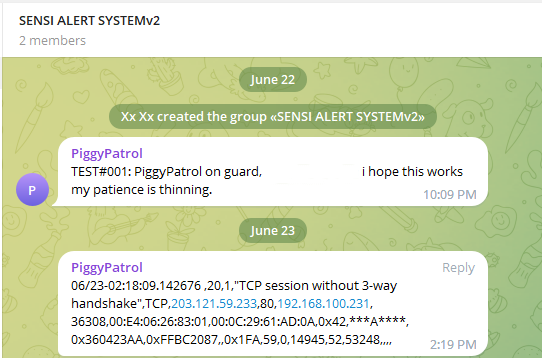 SENSI ALERT SYSTEMv2
2 members
June 22
Xx Xx created the group «SENSI ALERT SYSTEMv2»
PiggyPatrol
TEST#001: PiggyPatrol on guard, i hope this works
my patience is thinning.
10:09 PM
P
June 23
PiggyPatrol
Reply
06/23-02:18:09.142676 ,20,1,"TCP session without 3-way
handshake",TCP,203.121.59.233,80,192.168.100.231,
36308,00:E4:06:26:83:01,00:0C:29:61:AD:0A,0x42,***A****,
0x360423AA,0xFFBC2087,,0x1FA,59,0,14945,52,53248,,,,
2:19 PM